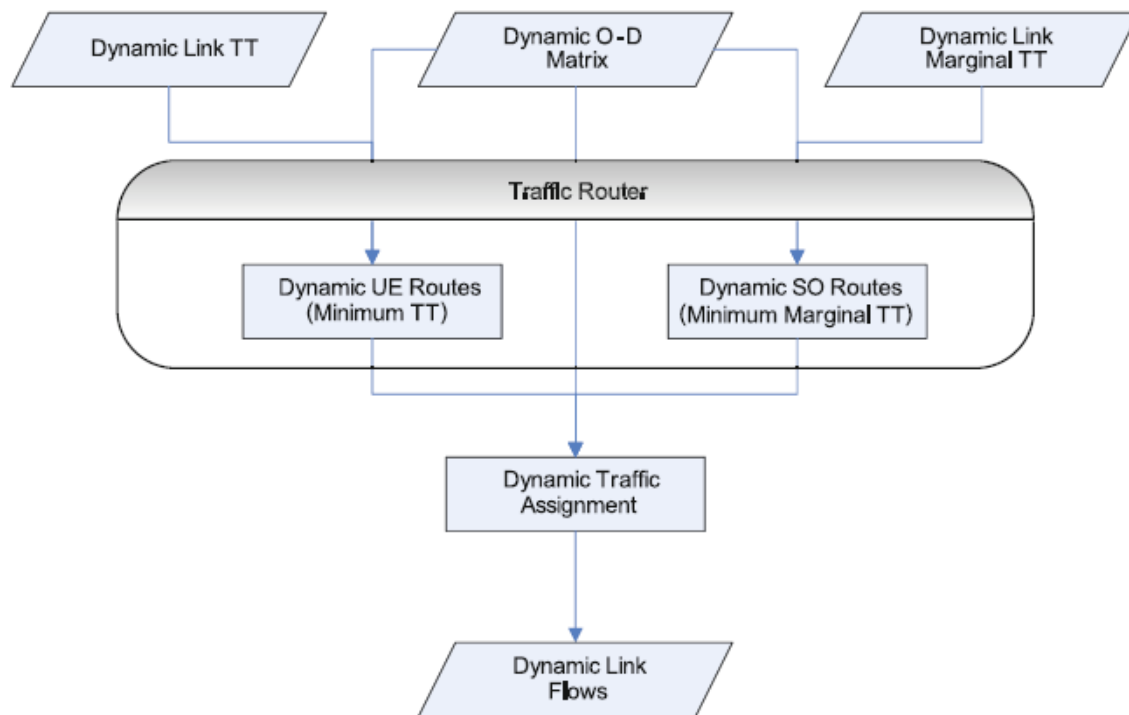 Dynamic Link TT
Dynamic O-D
Matrix
Dynamic Link
Marginal TT
Traffic Router
Dynamic UE Routes
(Minimum TT)
Dynamic SO Routes
(Minimum Marginal TT)
Dynamic Traffic
Assignment
Dynamic Link
Flows